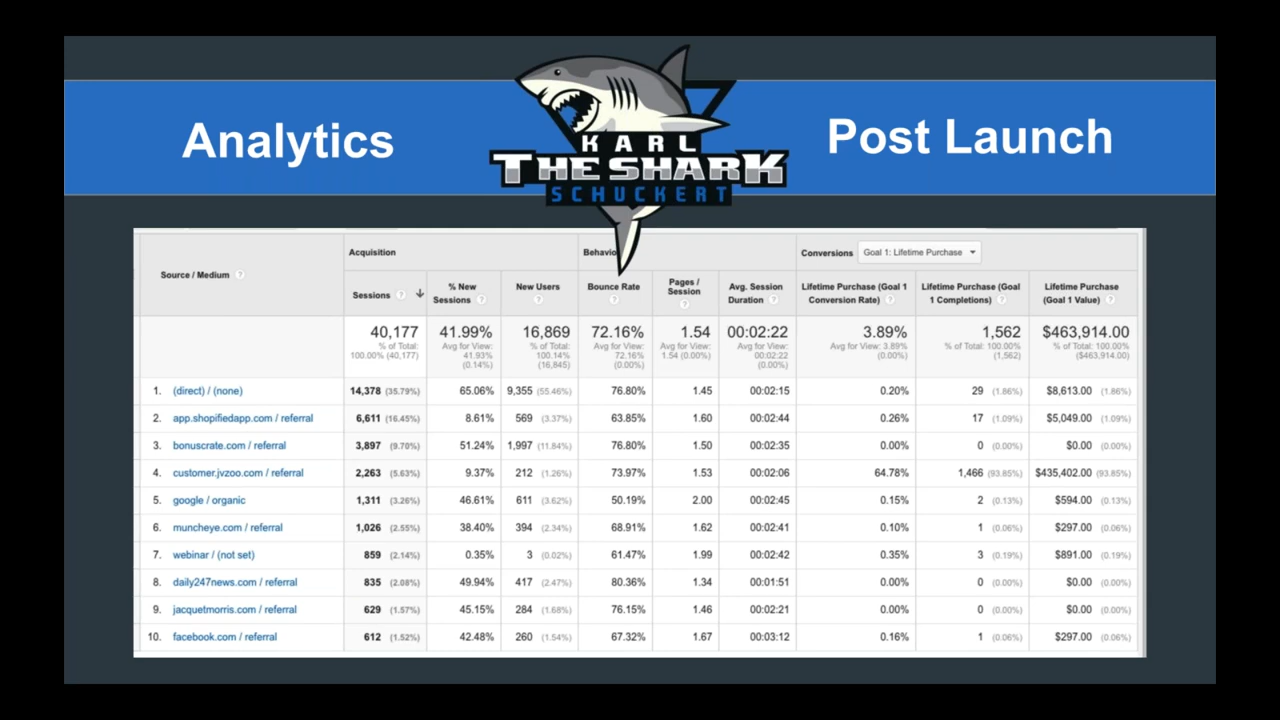 Analytics
KARL
THE SHARK
SCHUCKERT
Post Launch
Source / Medium ?
Acquisition
Behavio
Conversions Goal 1: Lifetime Purchase
Sessions ?
% New Sessions ?
New Users ?
Bounce Rate ?
Pages / Session ?
Avg. Session Duration ?
Lifetime Purchase (Goal 1 Conversion Rate) ?
Lifetime Purchase (Goal 1 Completions) ?
Lifetime Purchase (Goal 1 Value) ?
40,177 41.99% 16,869 72.16% 1.54 00:02:22 3.89% 1,562 $463,914.00
% of Total: 100.00% (40,177)
Avg for View: 41.93% (0.14%)
% of Total: 100.14% (16,845)
Avg for View: 72.16% (0.00%)
Avg for View: 1.54 (0.00%)
Avg for View: 00:02:22 (0.00%)
Avg for View: 3.89% (0.00%)
% of Total: 100.00% (1,562)
% of Total: 100.00% ($463,914.00)
1. (direct) / (none) 14,378 (35.79%) 65.06% 9,355 (55.46%) 76.80% 1.45 00:02:15 0.20% 29 (1.86%) $8,613.00 (1.86%)
2. app.shopifiedapp.com / referral 6,611 (16.45%) 8.61% 569 (3.37%) 63.85% 1.60 00:02:44 0.26% 17 (1.09%) $5,049.00 (1.09%)
3. bonuscrate.com / referral 3,897 (9.70%) 51.24% 1,997 (11.84%) 76.80% 1.50 00:02:35 0.00% 0 (0.00%) $0.00 (0.00%)
4. customer.jvzoo.com / referral 2,263 (5.63%) 9.37% 212 (1.26%) 73.97% 1.53 00:02:06 64.78% 1,466 (93.85%) $435,402.00 (93.85%)
5. google / organic 1,311 (3.26%) 46.61% 611 (3.62%) 50.19% 2.00 00:02:45 0.15% 2 (0.13%) $594.00 (0.13%)
6. muncheye.com / referral 1,026 (2.55%) 38.40% 394 (2.34%) 68.91% 1.62 00:02:41 0.10% 1 (0.06%) $297.00 (0.06%)
7. webinar / (not set) 859 (2.14%) 0.35% 3 (0.02%) 61.47% 1.99 00:02:42 0.35% 3 (0.19%) $891.00 (0.19%)
8. daily247news.com / referral 835 (2.08%) 49.94% 417 (2.47%) 80.36% 1.34 00:01:51 0.00% 0 (0.00%) $0.00 (0.00%)
9. jacquetmorris.com / referral 629 (1.57%) 45.15% 284 (1.68%) 76.15% 1.46 00:02:21 0.00% 0 (0.00%) $0.00 (0.00%)
10. facebook.com / referral 612 (1.52%) 42.48% 260 (1.54%) 67.32% 1.67 00:03:12 0.16% 1 (0.06%) $297.00 (0.06%)